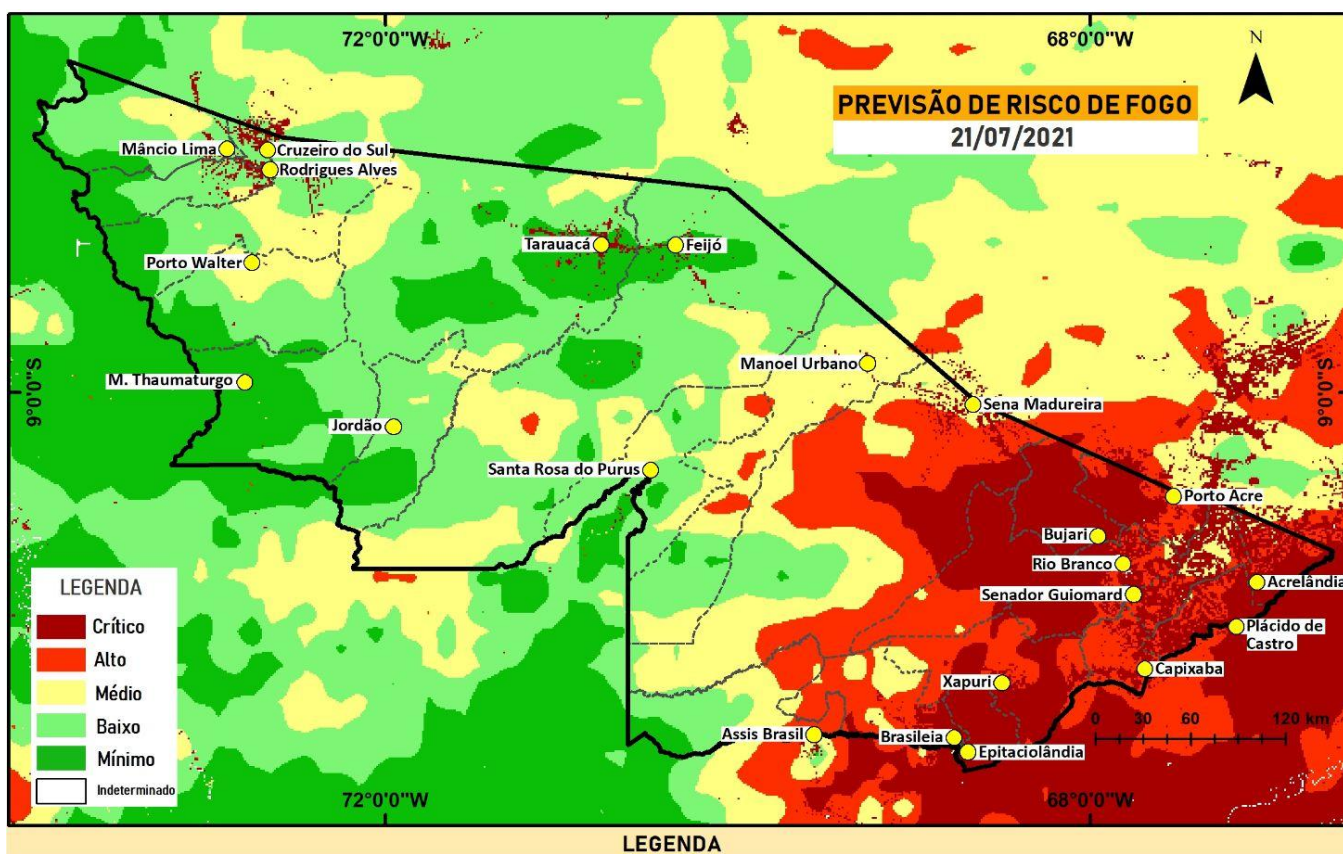 72°0'0"W
68°0'0"W
N
PREVISÃO DE RISCO DE FOGO
21/07/2021
Mâncio Lima
Cruzeiro do Sul
Rodrigues Alves
Tarauacá
Feijó
Porto Walter
Manoel Urbano
M. Thaumaturgo
9°0'0"S
9°0'0"S
Sena Madureira
Jordão
Santa Rosa do Purus
Porto Acre
Bujari
Rio Branco
Acrelândia
Senador Guiomard
Plácido de
Castro
Capixaba
Xapuri
Assis Brasil
Brasileia
Epitaciolândia
0 30 60 120 km
LEGENDA
Crítico
Alto
Médio
Baixo
Mínimo
Indeterminado
72°0'0"W
68°0'0"W
LEGENDA